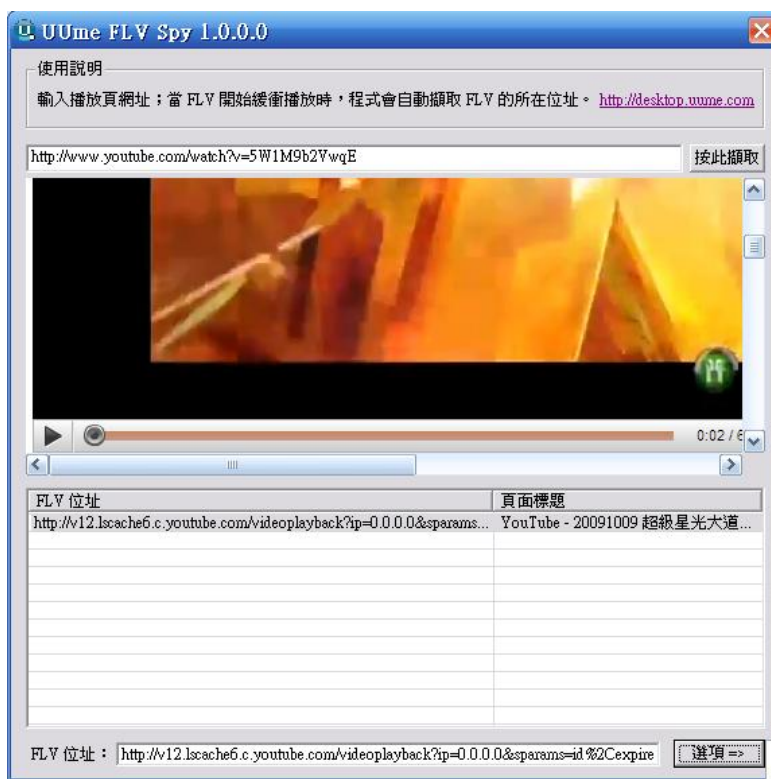 UUme FLV Spy 1.0.0.0
使用說明
輸入播放頁網址；當 FLV 開始緩衝播放時，程式會自動擷取 FLV 的所在位址。 http://desktop.uume.com
http://www.youtube.com/watch?v=5W1M9b2VwqE
按此擷取
0:02 / 6
FLV 位址
頁面標題
http://v12.lscache6.c.youtube.com/videoplayback?ip=0.0.0.0&sparams...
YouTube - 20091009 超級星光大道...
FLV 位址： http://v12.lscache6.c.youtube.com/videoplayback?ip=0.0.0.0&sparams=id%2Cexpire
選項 =>